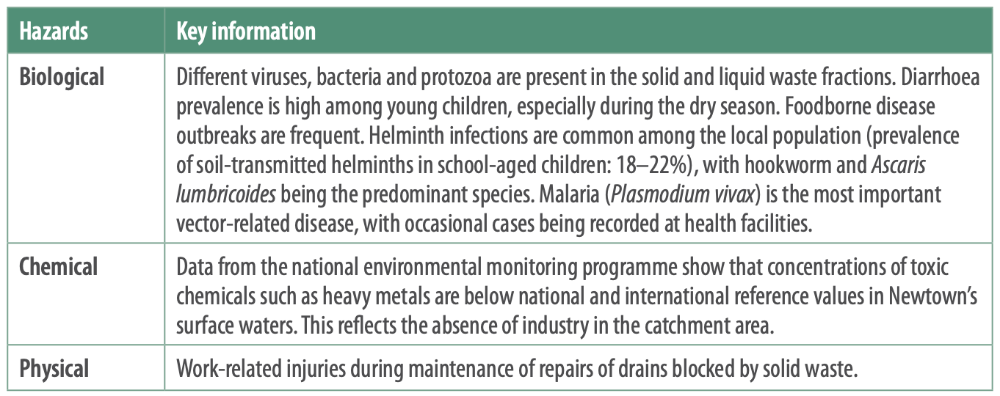 Hazards
Key information
Biological
Different viruses, bacteria and protozoa are present in the solid and liquid waste fractions. Diarrhoea
prevalence is high among young children, especially during the dry season. Foodborne disease
outbreaks are frequent. Helminth infections are common among the local population (prevalence
of soil-transmitted helminths in school-aged children: 18–22%), with hookworm and Ascaris
lumbricoides being the predominant species. Malaria (Plasmodium vivax) is the most important
vector-related disease, with occasional cases being recorded at health facilities.
Chemical
Data from the national environmental monitoring programme show that concentrations of toxic
chemicals such as heavy metals are below national and international reference values in Newtown’s
surface waters. This reflects the absence of industry in the catchment area.
Physical
Work-related injuries during maintenance of repairs of drains blocked by solid waste.